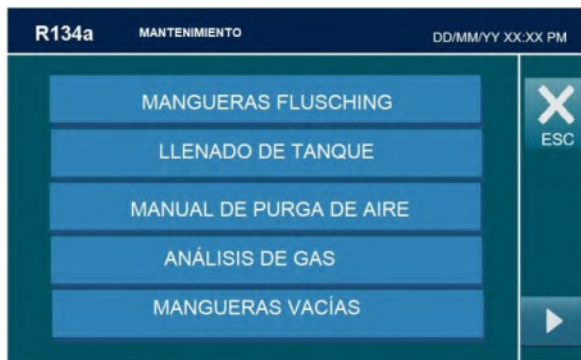 R134a MANTENIMIENTO DD/MM/YY XX:XX PM
MANGUERAS FLUSCHING
LLENADO DE TANQUE
MANUAL DE PURGA DE AIRE
ANÁLISIS DE GAS
MANGUERAS VACÍAS
ESC